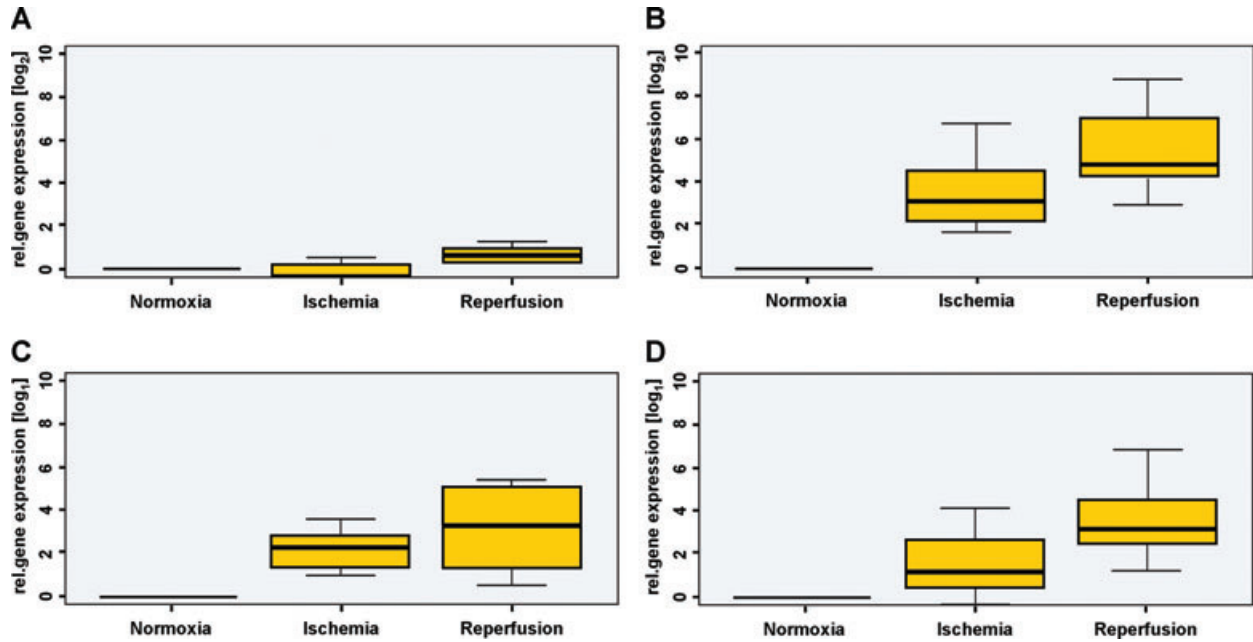 A
rel.gene expression [log2]
10
8
6
4
2
0
Normoxia Ischemia Reperfusion
B
rel.gene expression [log2]
10
8
6
4
2
0
Normoxia Ischemia Reperfusion
C
rel.gene expression [log1]
10
8
6
4
2
0
Normoxia Ischemia Reperfusion
D
rel.gene expression [log1]
10
8
6
4
2
0
Normoxia Ischemia Reperfusion